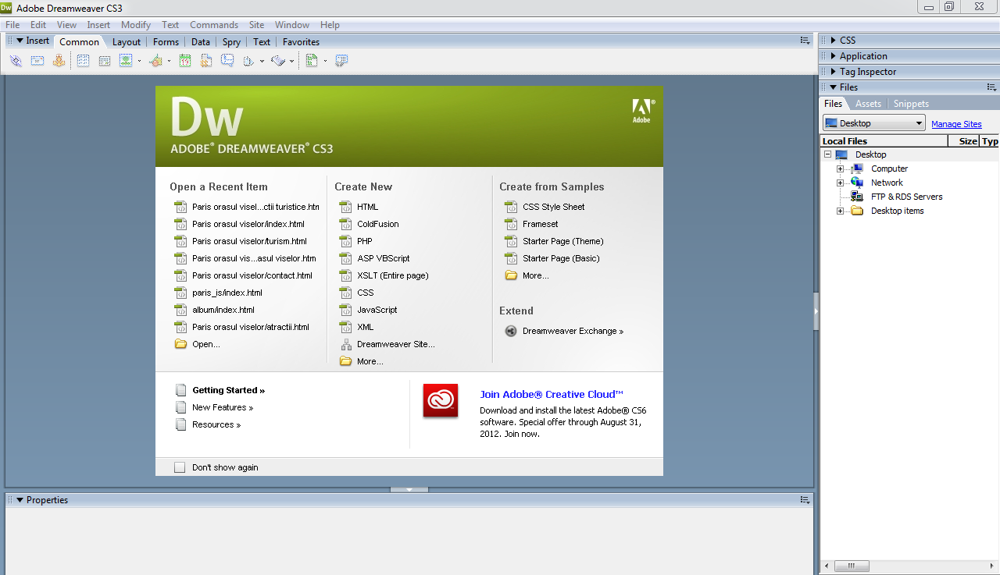 Dw Adobe Dreamweaver CS3
File Edit View Insert Modify Text Commands Site Window Help
Insert Common Layout Forms Data Spry Text Favorites
13
Dw
ADOBE® DREAMWEAVER® CS3
Adobe
Open a Recent Item
Paris orasul visel...ctii turistice.htm
Paris orasul viselor/index.html
Paris orasul viselor/turism.html
Paris orasul vis...asul viselor.htm
Paris orasul viselor/contact.html
paris_is/index.html
album/index.html
Paris orasul viselor/atractii.html
Open...
Create New
HTML
ColdFusion
PHP
ASP VBScript
XSLT (Entire page)
CSS
JavaScript
XML
Dreamweaver Site...
More...
Create from Samples
CSS Style Sheet
Frameset
Starter Page (Theme)
Starter Page (Basic)
More...
Extend
Dreamweaver Exchange »
Getting Started »
New Features »
Resources »
Join Adobe® Creative Cloud™
Download and install the latest Adobe® CS6
software. Special offer through August 31,
2012. Join now.
Don't show again
Properties
CSS
Application
Tag Inspector
Files
Files Assets Snippets
Desktop Manage Sites
Local Files Size Typ
Desktop
Computer
Network
FTP & RDS Servers
Desktop items